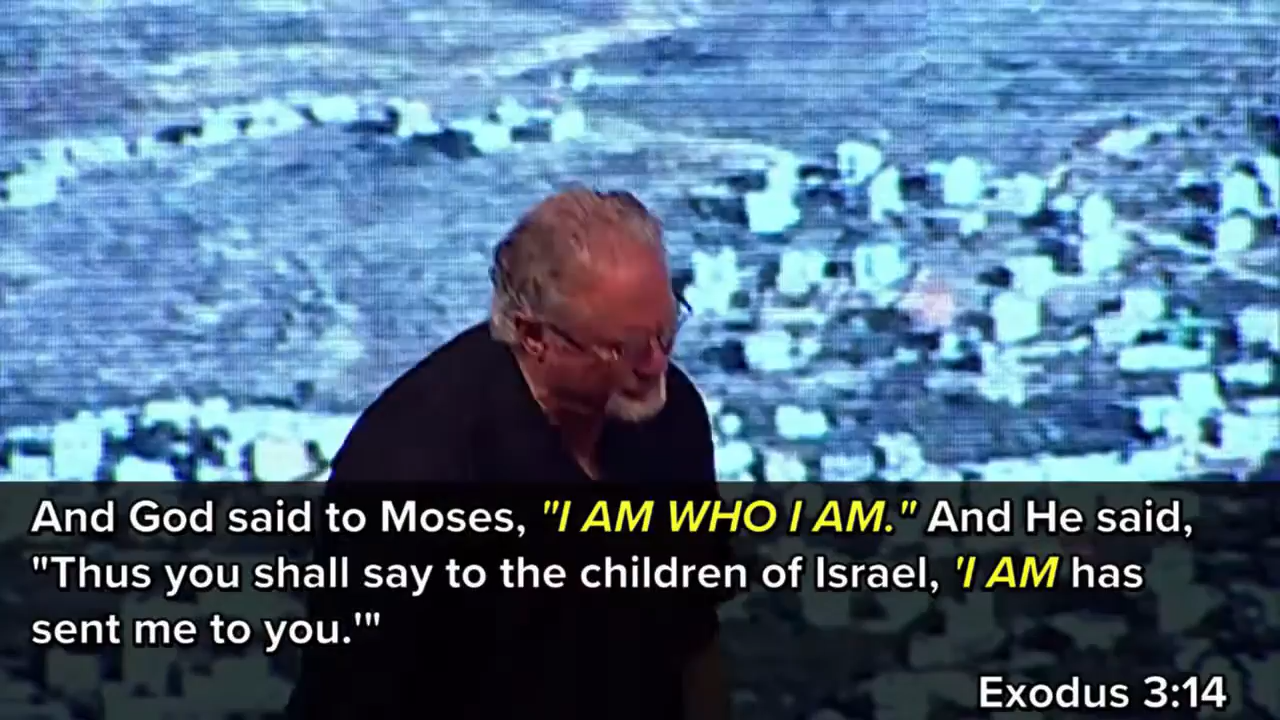 And God said to Moses, "I AM WHO I AM." And He said,
"Thus you shall say to the children of Israel, 'I AM has
sent me to you.'"
Exodus 3:14